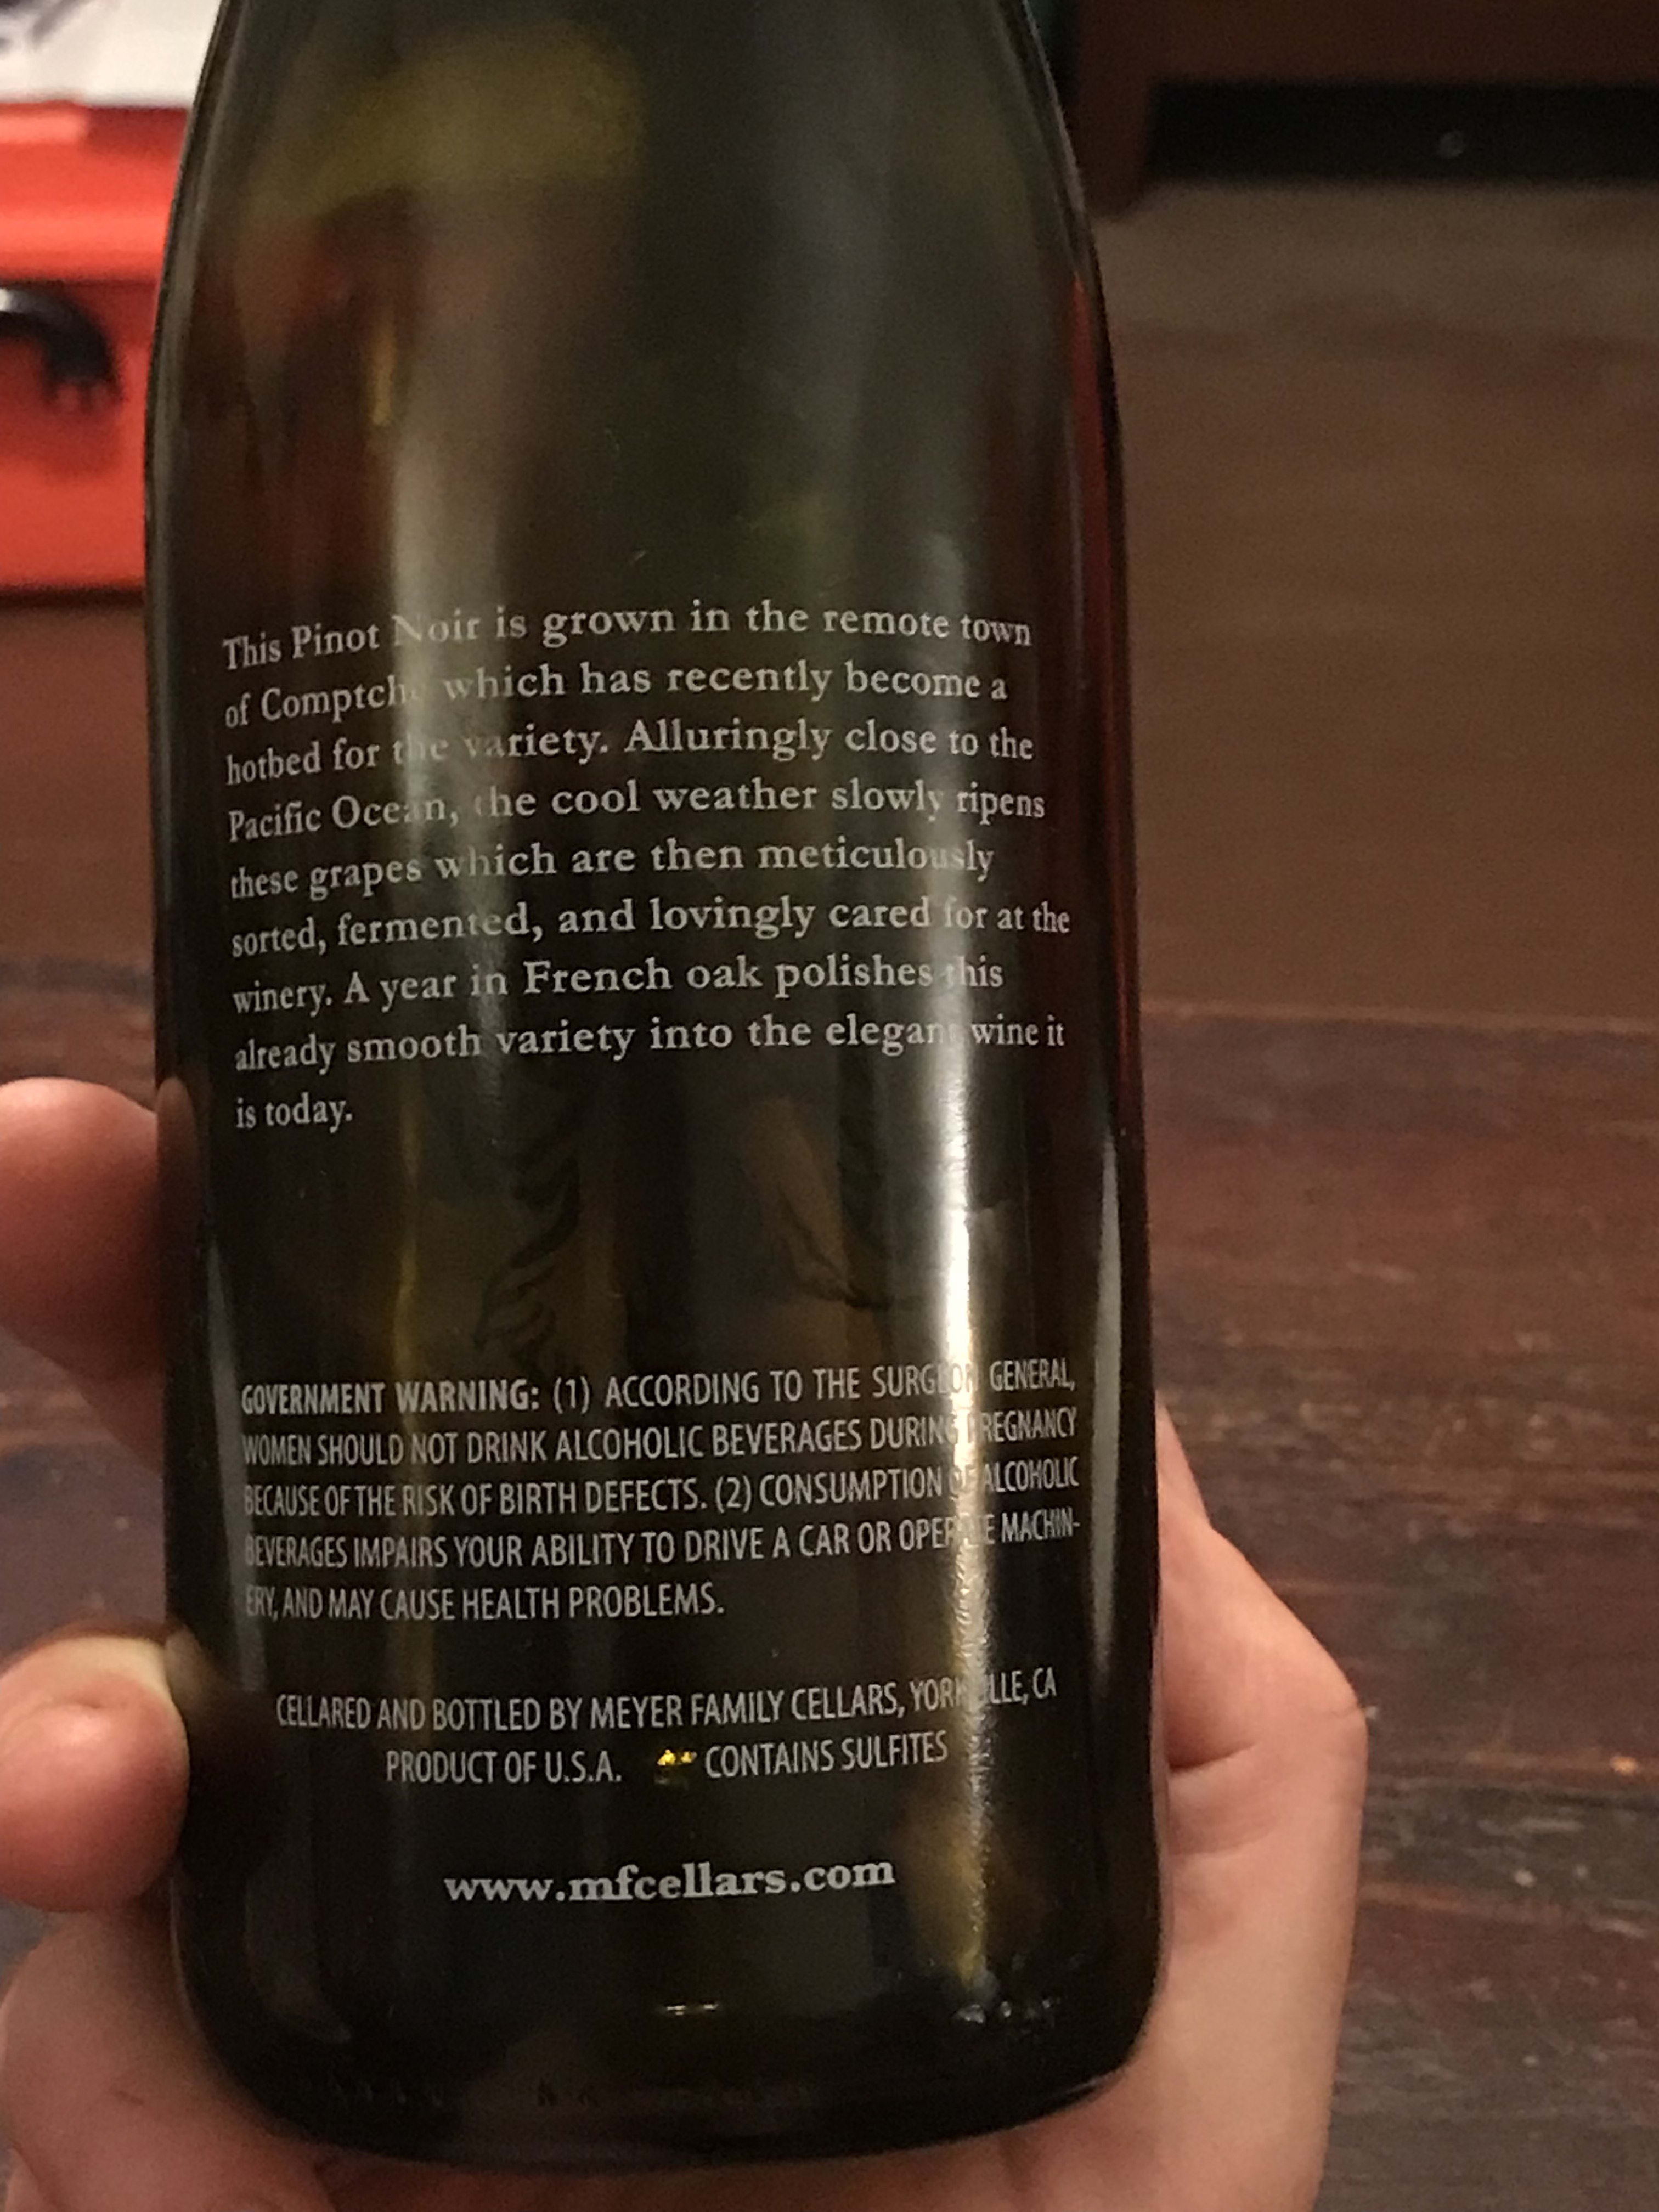 This Pinot Noir is grown in the remote town
of Comptche which has recently become a
hotbed for the variety. Alluringly close to the
Pacific Ocean, the cool weather slowly ripens
these grapes which are then meticulously
sorted, fermented, and lovingly cared for at the
winery. A year in French oak polishes this
already smooth variety into the elegant wine it
is today.
GOVERNMENT WARNING: (1) ACCORDING TO THE SURGEON GENERAL,
WOMEN SHOULD NOT DRINK ALCOHOLIC BEVERAGES DURING PREGNANCY
BECAUSE OF THE RISK OF BIRTH DEFECTS. (2) CONSUMPTION OF ALCOHOLIC
BEVERAGES IMPAIRS YOUR ABILITY TO DRIVE A CAR OR OPERATE MACHIN-
ERY, AND MAY CAUSE HEALTH PROBLEMS.
CELLARED AND BOTTLED BY MEYER FAMILY CELLARS, YORKVILLE, CA
PRODUCT OF U.S.A. CONTAINS SULFITES
www.mfcellars.com